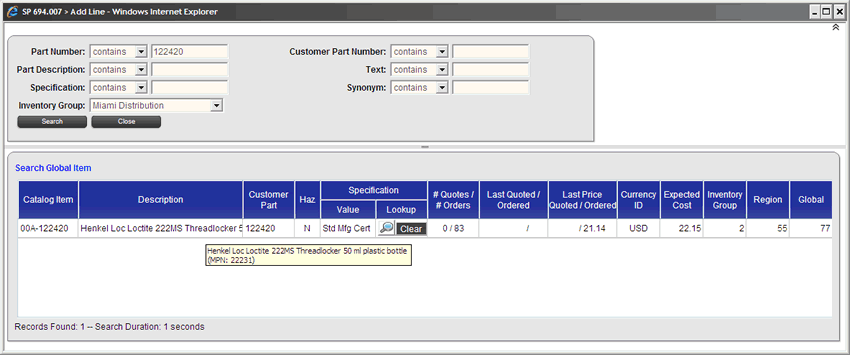 SP 694.007 > Add Line - Windows Internet Explorer
Part Number: contains 122420 Customer Part Number: contains
Part Description: contains Text: contains
Specification: contains Synonym: contains
Inventory Group: Miami Distribution
Search Close
Search Global Item
Catalog Item Description Customer Part Haz Specification Value Lookup # Quotes / # Orders Last Quoted / Ordered Last Price Quoted / Ordered Currency ID Expected Cost Inventory Group Region Global
00A-122420 Henkel Loc Loctite 222MS Threadlocker 5 122420 N Std Mfg Cert Clear 0 / 83 / / 21.14 USD 22.15 2 55 77
Henkel Loc Loctite 222MS Threadlocker 50 ml plastic bottle
(MPN: 22231)
Records Found: 1 -- Search Duration: 1 seconds